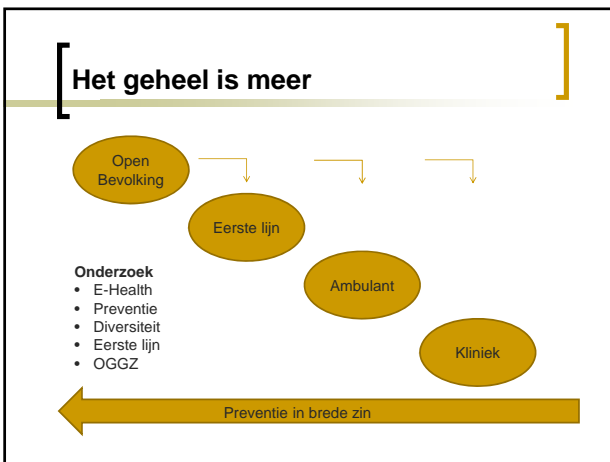 Het geheel is meer
Open
Bevolking
Eerste lijn
Ambulant
Kliniek
Onderzoek
• E-Health
• Preventie
• Diversiteit
• Eerste lijn
• OGGZ
Preventie in brede zin